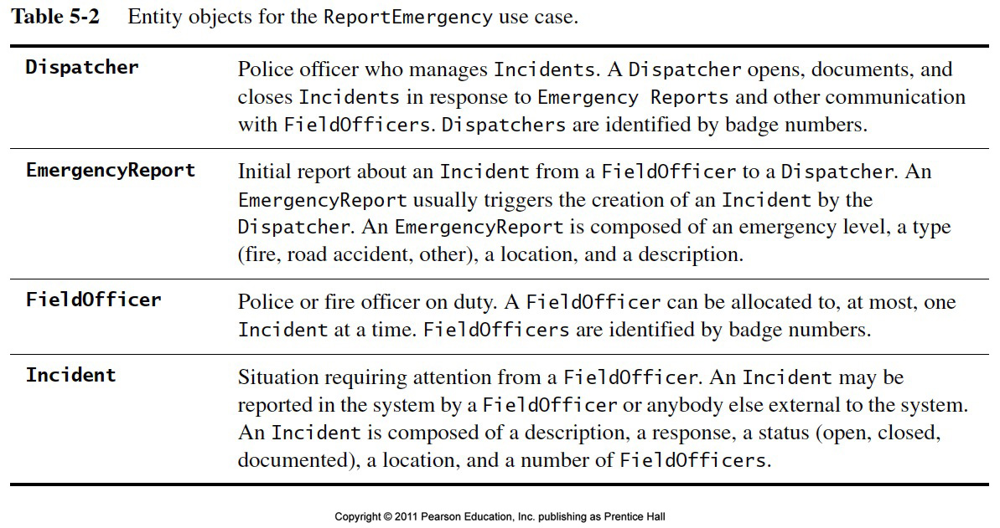 Table 5-2 Entity objects for the ReportEmergency use case.
Dispatcher Police officer who manages Incidents. A Dispatcher opens, documents, and
closes Incidents in response to Emergency Reports and other communication
with FieldOfficers. Dispatchers are identified by badge numbers.
EmergencyReport Initial report about an Incident from a FieldOfficer to a Dispatcher. An
EmergencyReport usually triggers the creation of an Incident by the
Dispatcher. An EmergencyReport is composed of an emergency level, a type
(fire, road accident, other), a location, and a description.
FieldOfficer Police or fire officer on duty. A FieldOfficer can be allocated to, at most, one
Incident at a time. FieldOfficers are identified by badge numbers.
Incident Situation requiring attention from a FieldOfficer. An Incident may be
reported in the system by a FieldOfficer or anybody else external to the system.
An Incident is composed of a description, a response, a status (open, closed,
documented), a location, and a number of FieldOfficers.
Copyright © 2011 Pearson Education, Inc. publishing as Prentice Hall